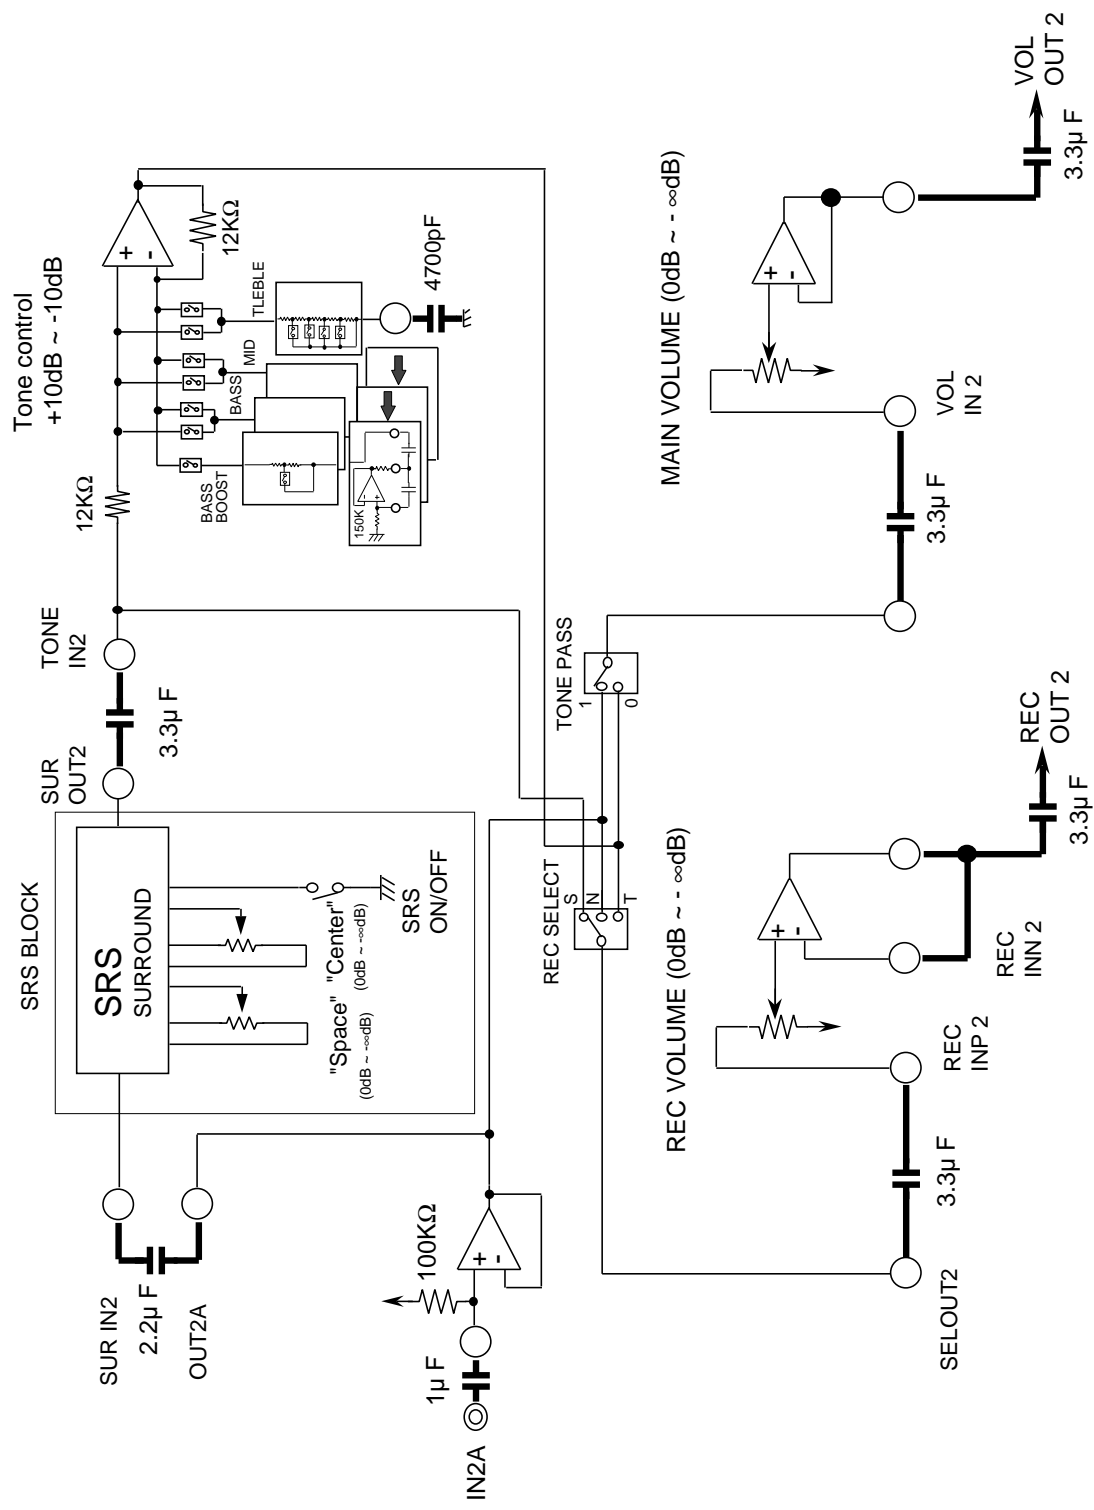 Tone control
+10dB ~ -10dB
12KΩ
TONE
IN2
3.3µ F
SUR
OUT2
SRS BLOCK
SRS
SURROUND
"Space"
(0dB ~ -∞dB)
"Center"
(0dB ~ -∞dB)
SRS
ON/OFF
SUR IN2
2.2µ F
OUT2A
BASS
BOOST
BASS
MID
TLEBLE
+
-
12KΩ
4700pF
150K
-
+
IN2A
1µ F
100KΩ
+
-
REC SELECT
S
N
T
TONE PASS
1
0
MAIN VOLUME (0dB ~ - ∞dB)
+
-
VOL
IN 2
3.3µ F
VOL
OUT 2
3.3µ F
REC VOLUME (0dB ~ - ∞dB)
+
-
SELOUT2
3.3µ F
REC
INP 2
REC
INN 2
REC
OUT 2
3.3µ F